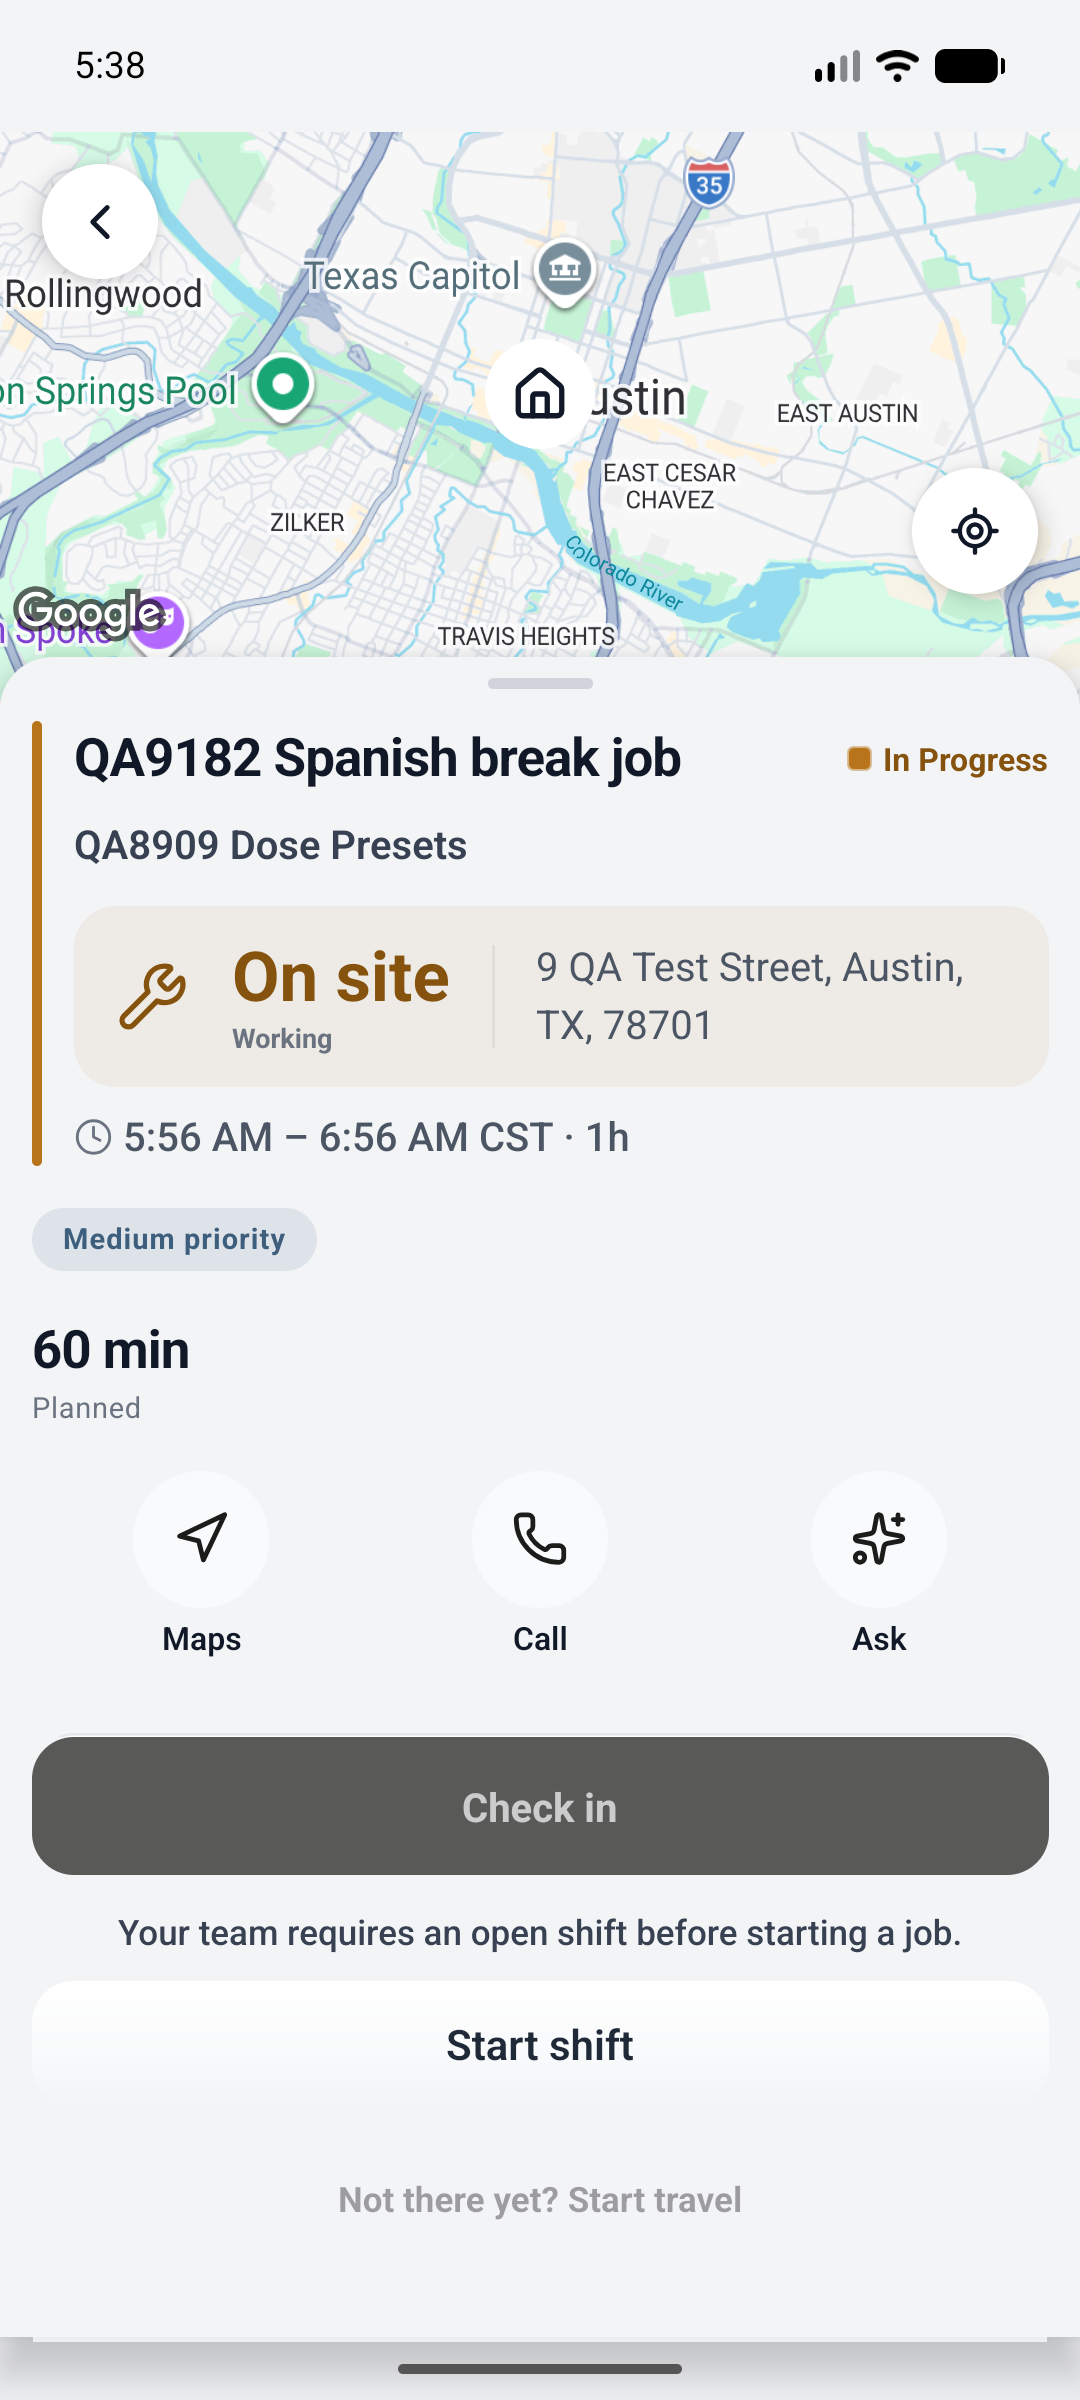 5:38
35
Texas Capitol
Rollingwood
on Springs Pool
ustin
EAST AUSTIN
EAST CESAR
CHAVEZ
ZILKER
Colorado River
Google
n Spoke
TRAVIS HEIGHTS
QA9182 Spanish break job
In Progress
QA8909 Dose Presets
On site
Working
9 QA Test Street, Austin,
TX, 78701
5:56 AM – 6:56 AM CST · 1h
Medium priority
60 min
Planned
Maps
Call
Ask
Check in
Your team requires an open shift before starting a job.
Start shift
Not there yet? Start travel